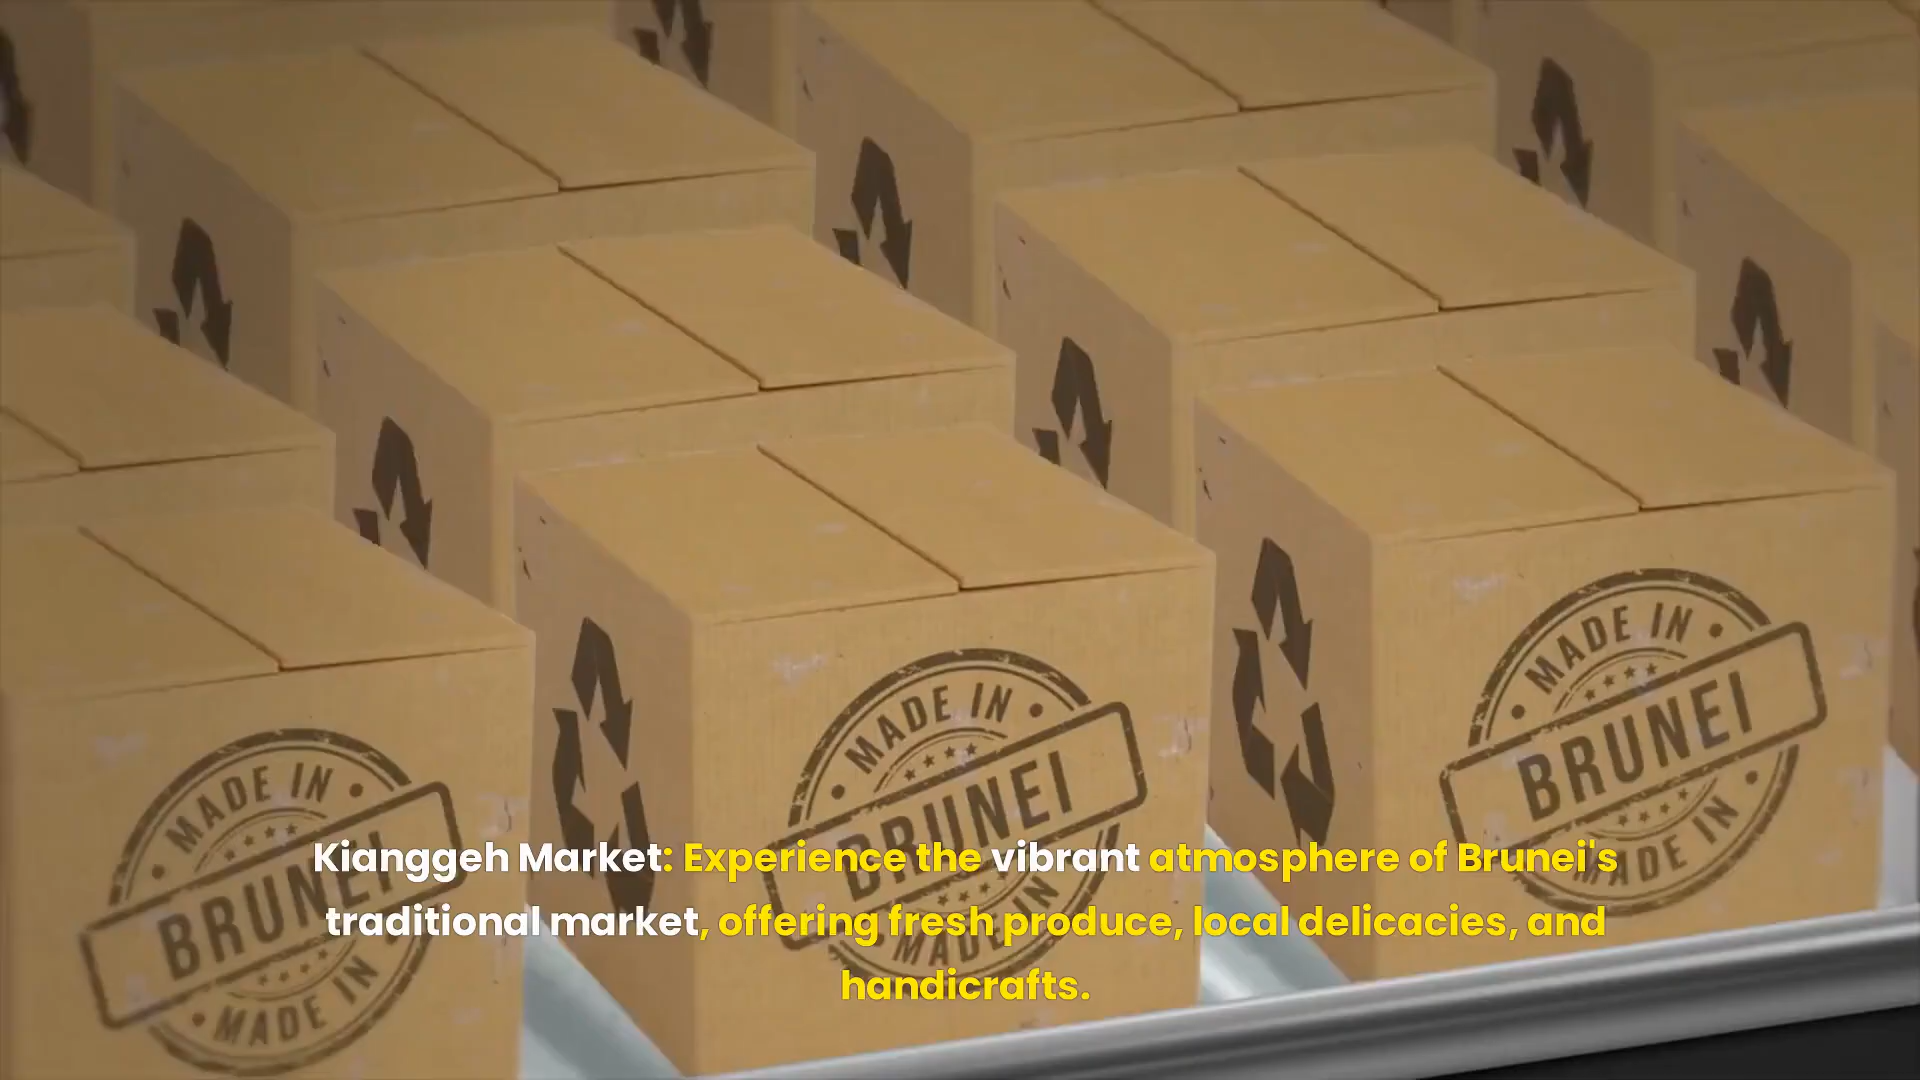 MADE IN
BRUNEI
MADE IN
MADE IN
BRUNEI
MADE IN
MADE IN
BRUNEI
MADE IN
Kianggeh Market: Experience the vibrant atmosphere of Brunei's
traditional market, offering fresh produce, local delicacies, and
handicrafts.